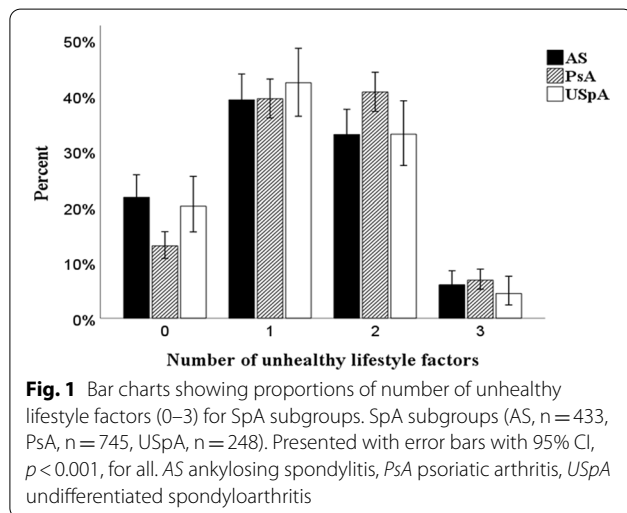 50%
40%
30%
20%
10%
0%
Percent
AS
PsA
USpA
0 1 2 3
Number of unhealthy lifestyle factors
Fig. 1 Bar charts showing proportions of number of unhealthy
lifestyle factors (0–3) for SpA subgroups. SpA subgroups (AS, n = 433,
PsA, n = 745, USpA, n = 248). Presented with error bars with 95% CI,
p < 0.001, for all. AS ankylosing spondylitis, PsA psoriatic arthritis, USpA
undifferentiated spondyloarthritis